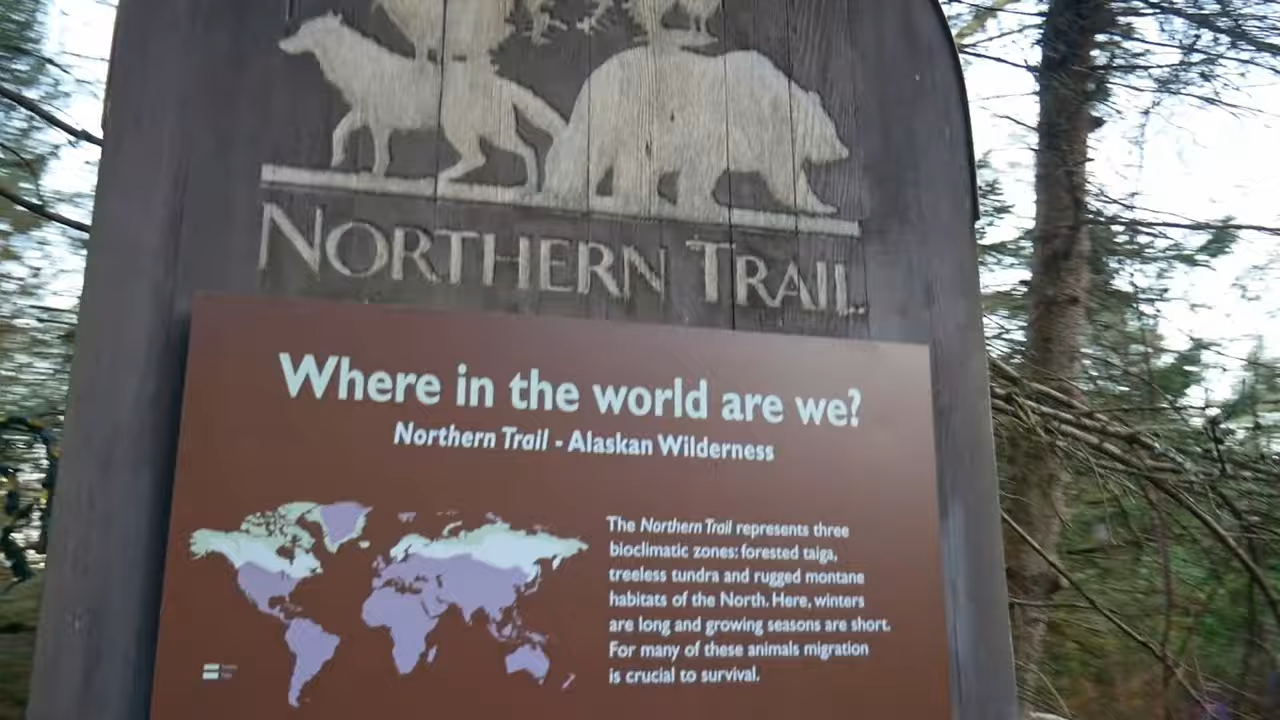 NORTHERN TRAIL
Where in the world are we?
Northern Trail - Alaskan Wilderness
The Northern Trail represents three
bioclimatic zones: forested taiga,
treeless tundra and rugged montane
habitats of the North. Here, winters
are long and growing seasons are short.
For many of these animals migration
is crucial to survival.